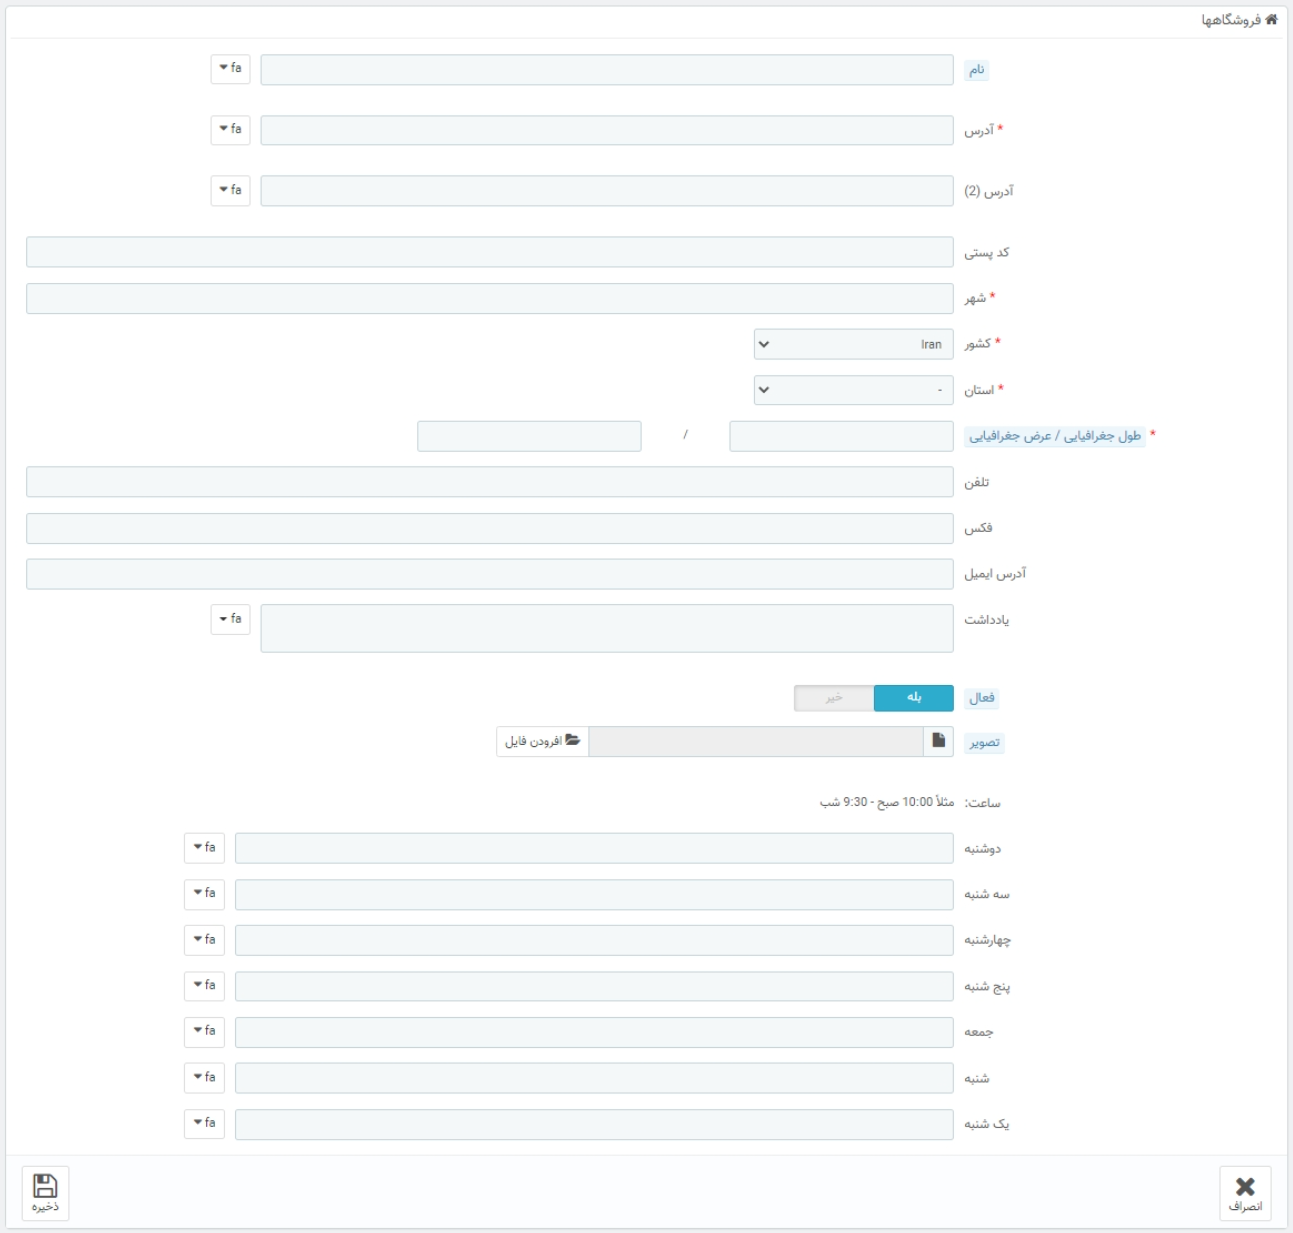 فروشگاهها
نام fa
* آدرس fa
آدرس (2) fa
کد پستی
* شهر
* کشور Iran
* استان -
* طول جغرافیایی / عرض جغرافیایی /
تلفن
فکس
آدرس ایمیل
یادداشت fa
فعال بله خیر
تصویر افزودن فایل
ساعت: مثلاً 10:00 صبح - 9:30 شب
دوشنبه fa
سه شنبه fa
چهارشنبه fa
پنج شنبه fa
جمعه fa
شنبه fa
یک شنبه fa
انصراف ذخیره